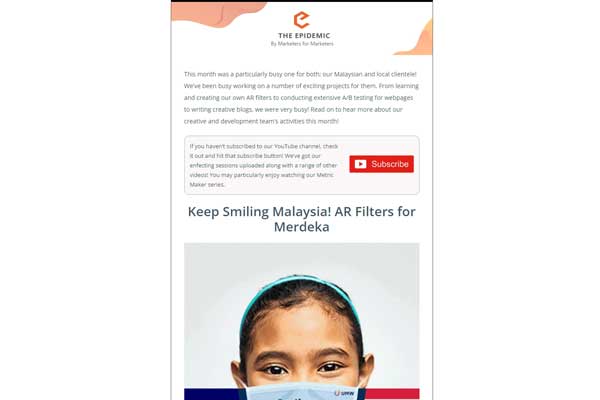 THE EPIDEMIC
By Marketers for Marketers
This month was a particularly busy one for both: our Malaysian and local clientele!
We've been busy working on a number of exciting projects for them. From learning
and creating our own AR filters to conducting extensive A/B testing for webpages
to writing creative blogs, we were very busy! Read on to hear more about our
creative and development team's activities this month!
If you haven't subscribed to our YouTube channel, check
it out and hit that subscribe button! We've got our
enfecting sessions uploaded along with a range of other
videos! You may particularly enjoy watching our Metric
Maker series.
Subscribe
Keep Smiling Malaysia! AR Filters for
Merdeka
UMW